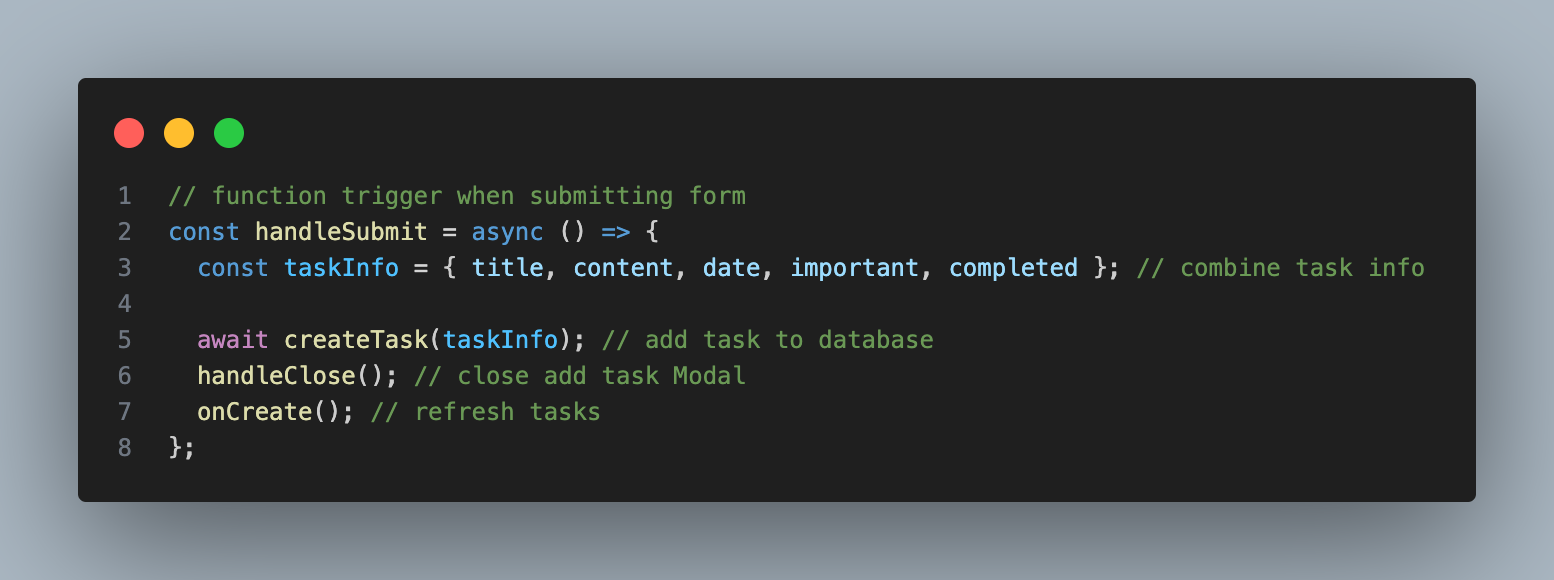 1 // function trigger when submitting form
2 const handleSubmit = async () => {
3   const taskInfo = { title, content, date, important, completed }; // combine task info
4
5   await createTask(taskInfo); // add task to database
6   handleClose(); // close add task Modal
7   onCreate(); // refresh tasks
8 };